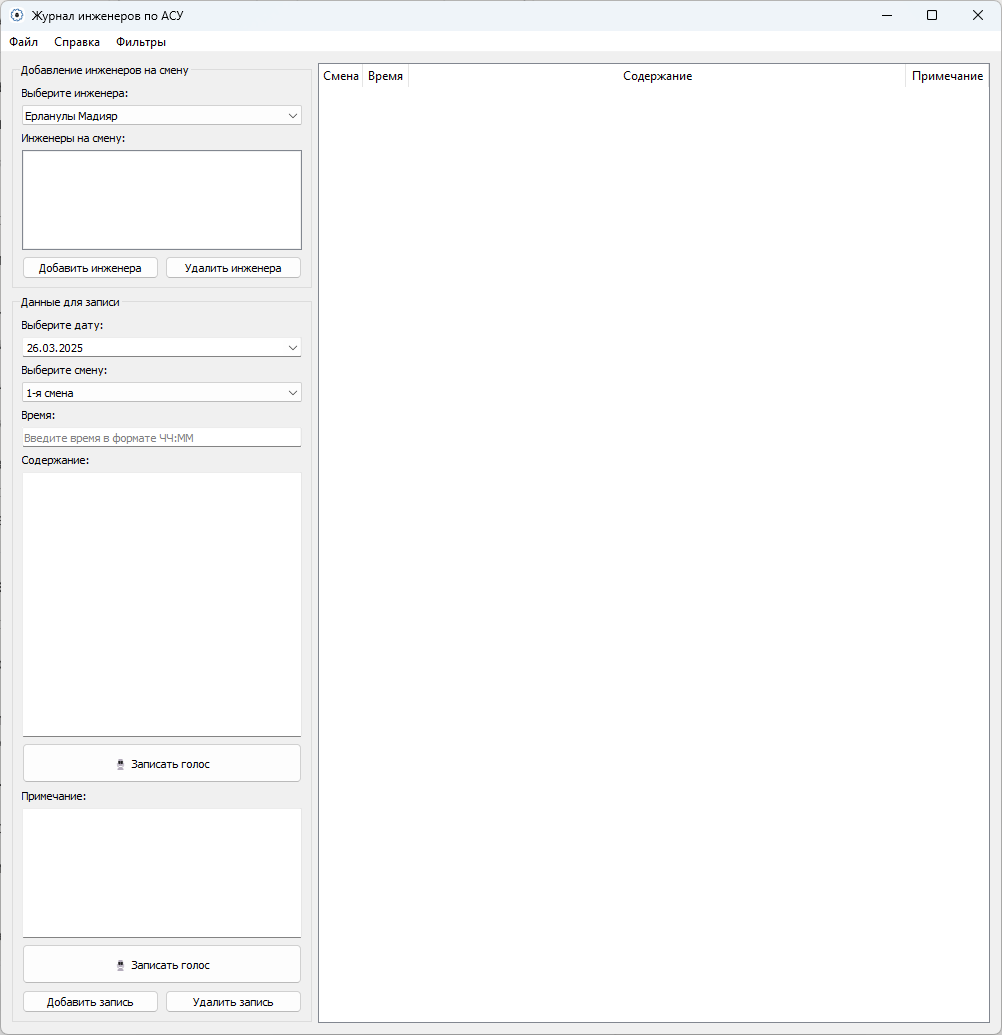 Журнал инженеров по АСУ
Файл Справка Фильтры
Добавление инженеров на смену
Выберите инженера:
Ерланулы Мадияр
Инженеры на смену:
Добавить инженера Удалить инженера
Данные для записи
Выберите дату:
26.03.2025
Выберите смену:
1-я смена
Время:
Введите время в формате ЧЧ:ММ
Содержание:
Записать голос
Примечание:
Записать голос
Добавить запись Удалить запись
Смена Время Содержание Примечание